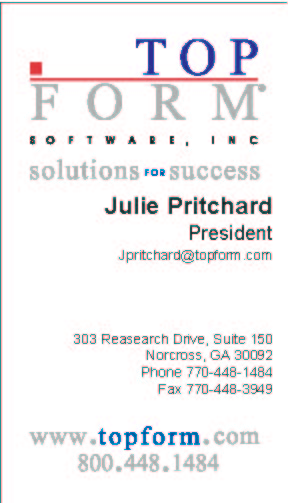 TOP
FORM
SOFTWARE, INC
solutions FOR success
Julie Pritchard
President
Jpritchard@topform.com
303 Reasearch Drive, Suite 150
Norcross, GA 30092
Phone 770-448-1484
Fax 770-448-3949
www.topform.com
800.448.1484